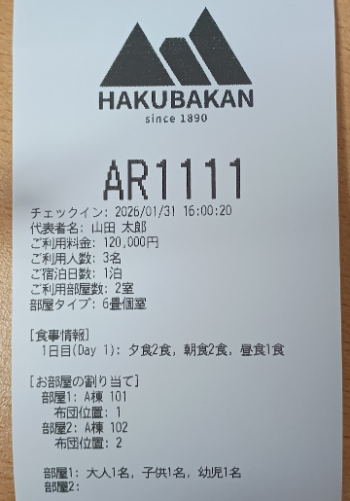 HAKUBAKAN
since 1890
AR1111
チェックイン: 2026/01/31 16:00:20
代表者名: 山田 太郎
ご利用料金: 120,000円
ご利用人数: 3名
ご宿泊日数: 1泊
ご利用部屋数: 2室
部屋タイプ: 6畳個室
[食事情報]
1日目(Day 1): 夕食2食, 朝食2食, 昼食1食
[お部屋の割り当て]
部屋1: A棟 101
布団位置: 1
部屋2: A棟 102
布団位置: 2
部屋1: 大人1名, 子供1名, 幼児1名
部屋2: